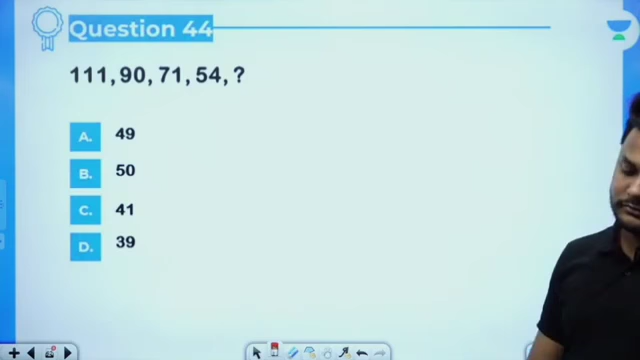 Question 44
111, 90, 71, 54, ?
A. 49
B. 50
C. 41
D. 39